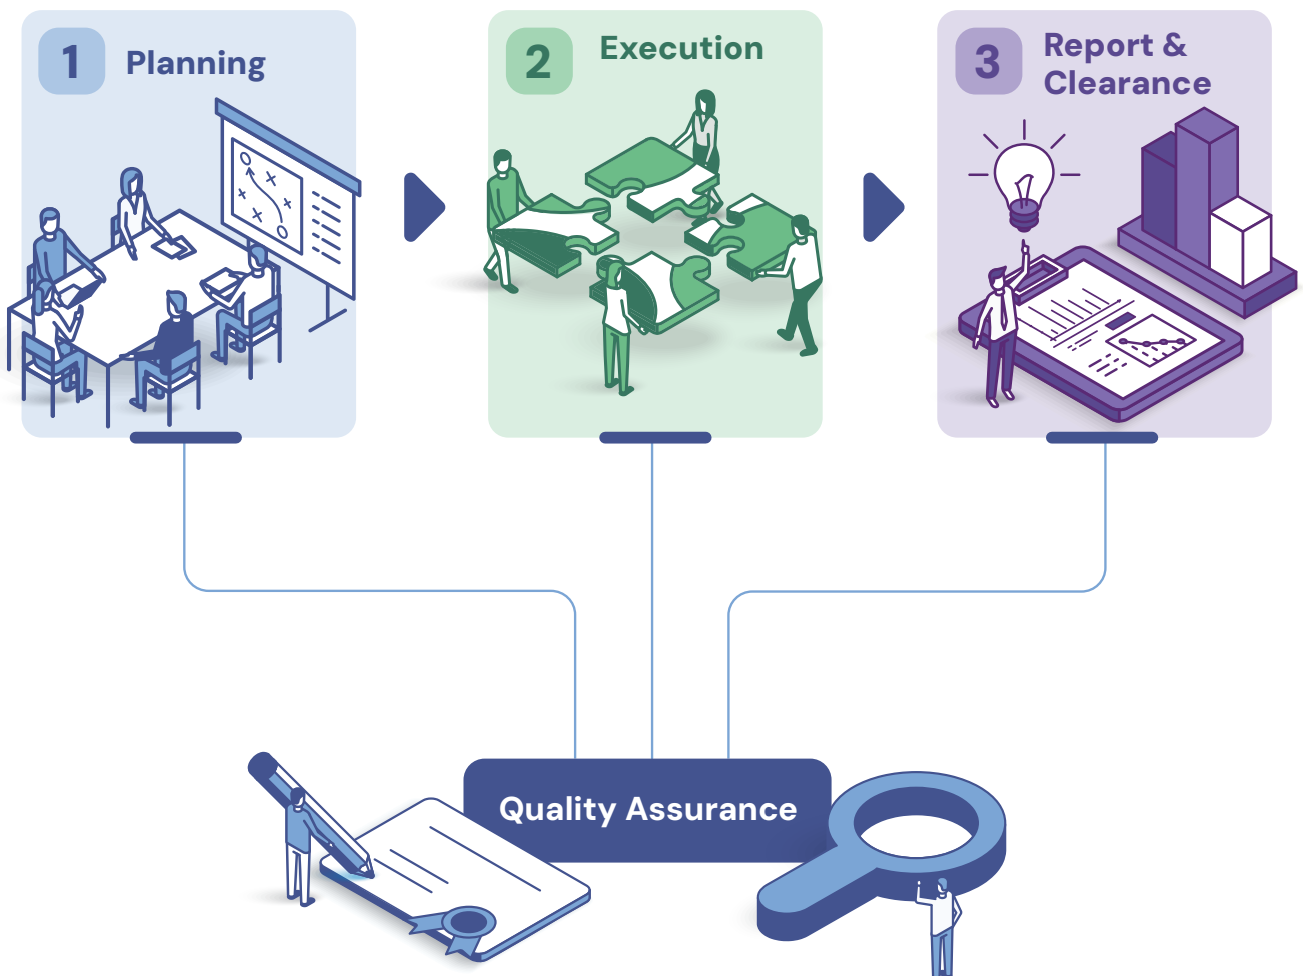 1
Planning
2
Execution
3
Report &
Clearance
Quality Assurance